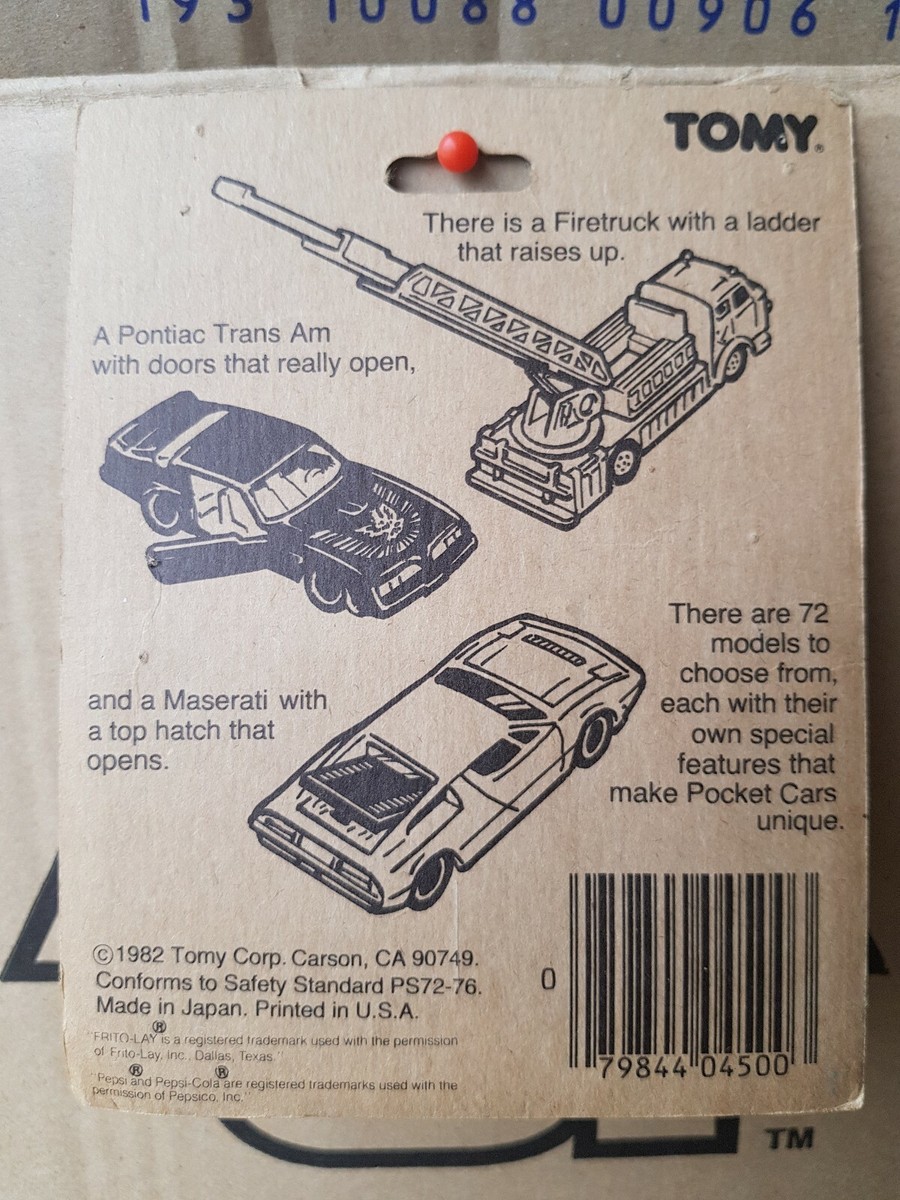 193 10088 00906 1
TOMY®
There is a Firetruck with a ladder
that raises up.
A Pontiac Trans Am
with doors that really open,
There are 72
models to
choose from,
each with their
own special
features that
make Pocket Cars
unique.
and a Maserati with
a top hatch that
opens.
©1982 Tomy Corp. Carson, CA 90749.
Conforms to Safety Standard PS72-76.
Made in Japan. Printed in U.S.A.
"FRITO-LAY® is a registered trademark used with the permission
of Frito-Lay, Inc., Dallas, Texas."
"Pepsi® and Pepsi-Cola® are registered trademarks used with the
permission of Pepsico, Inc."
0 79844 04500
TM